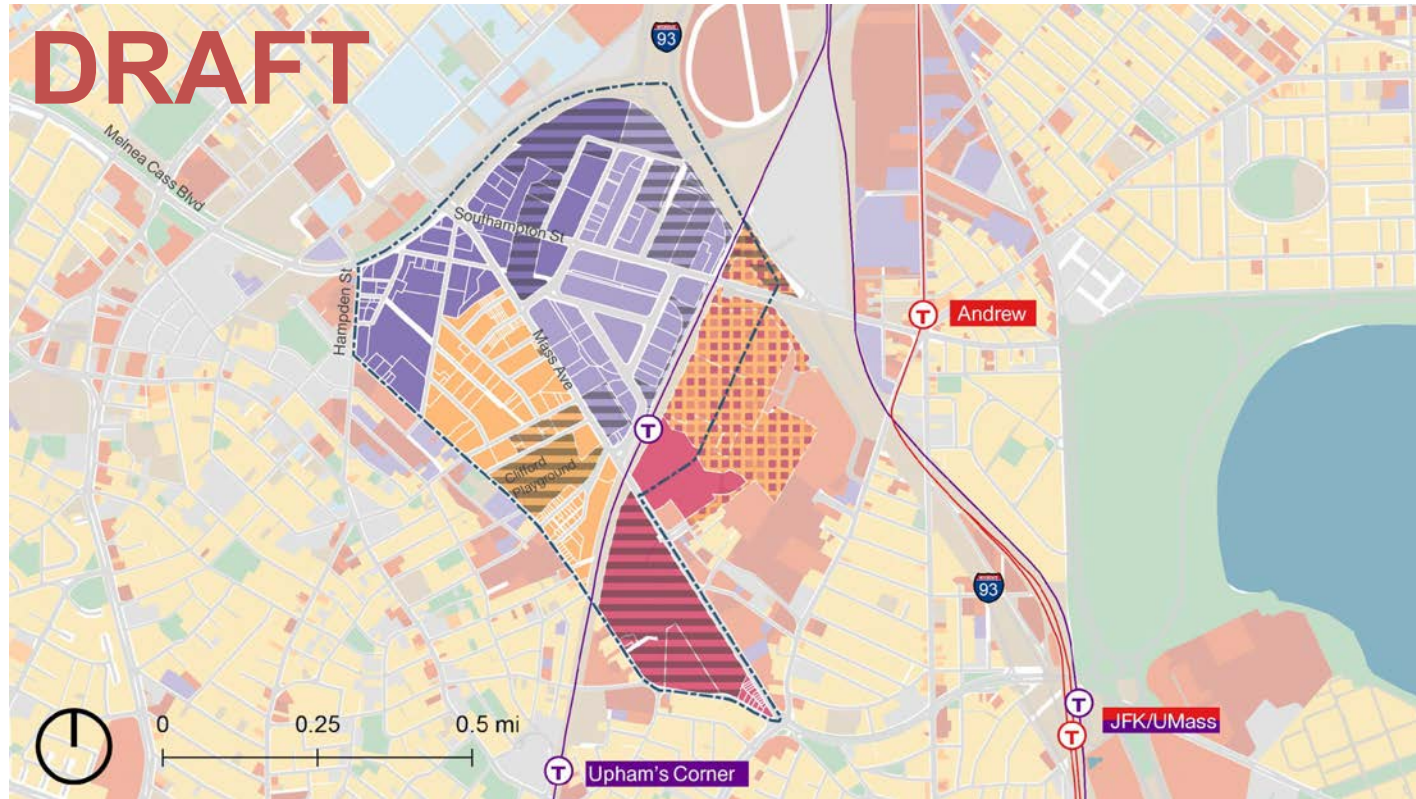 DRAFT
93
Melnea Cass Blvd
Southampton St
Hampden St
Mass Ave
T
Andrew
T
Clifford
Playground
93
0
0.25
0.5 mi
T
JFK/UMass
T
T
Upham's Corner